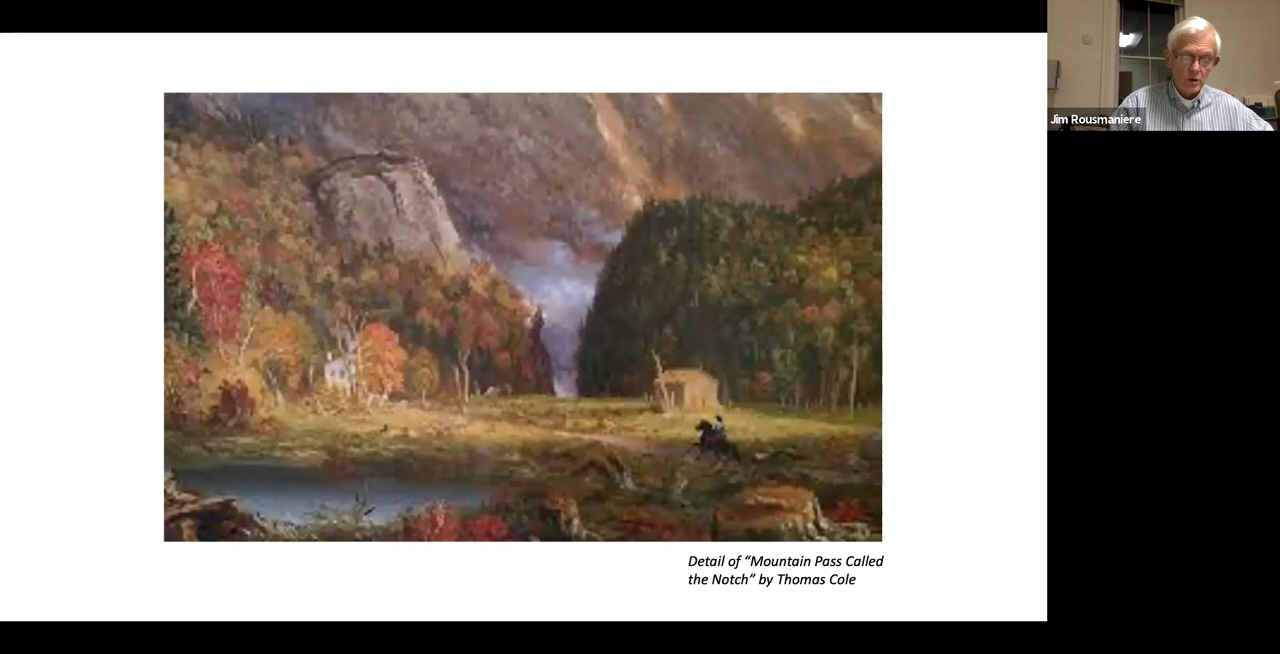 Jim Rousmaniere
Detail of “Mountain Pass Called
the Notch” by Thomas Cole